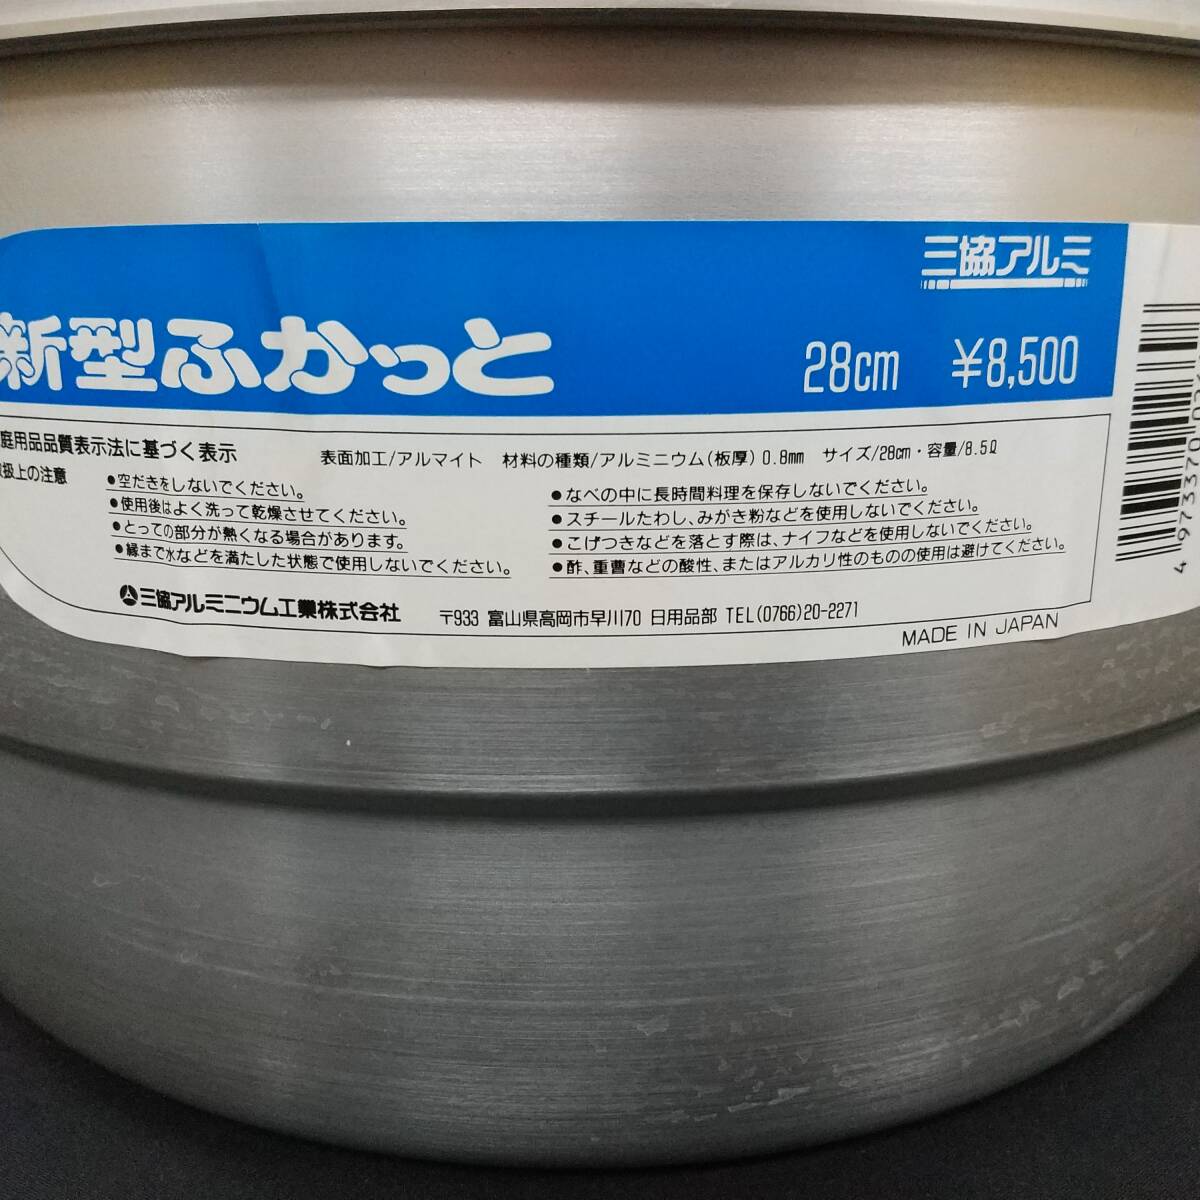 三協アルミ
新型ふかっと 28cm ¥8,500
庭用品品質表示法に基づく表示
表面加工/アルマイト 材料の種類/アルミニウム(板厚)0.8mm サイズ/28cm・容量/8.5ℓ
扱上の注意
●空だきをしないでください。
●使用後はよく洗って乾燥させてください。
●とっての部分が熱くなる場合があります。
●縁まで水などを満たした状態で使用しないでください。
●なべの中に長時間料理を保存しないでください。
●スチールたわし、みがき粉などを使用しないでください。
●こげつきなどを落とす際は、ナイフなどを使用しないでください。
●酢、重曹などの酸性、またはアルカリ性のものの使用は避けてください。
三協アルミニウム工業株式会社 〒933 富山県高岡市早川70 日用品部 TEL(0766)20-2271
MADE IN JAPAN